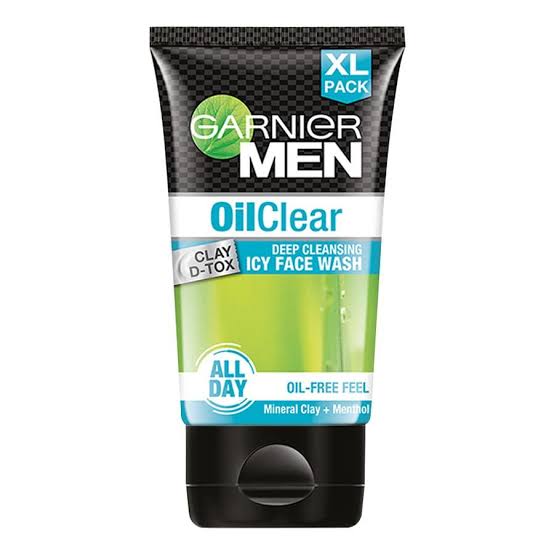 XL
PACK
GARNIER
MEN
OilClear
CLAY
D-TOX
DEEP CLEANSING
ICY FACE WASH
ALL
DAY
OIL-FREE FEEL
Mineral Clay + Menthol